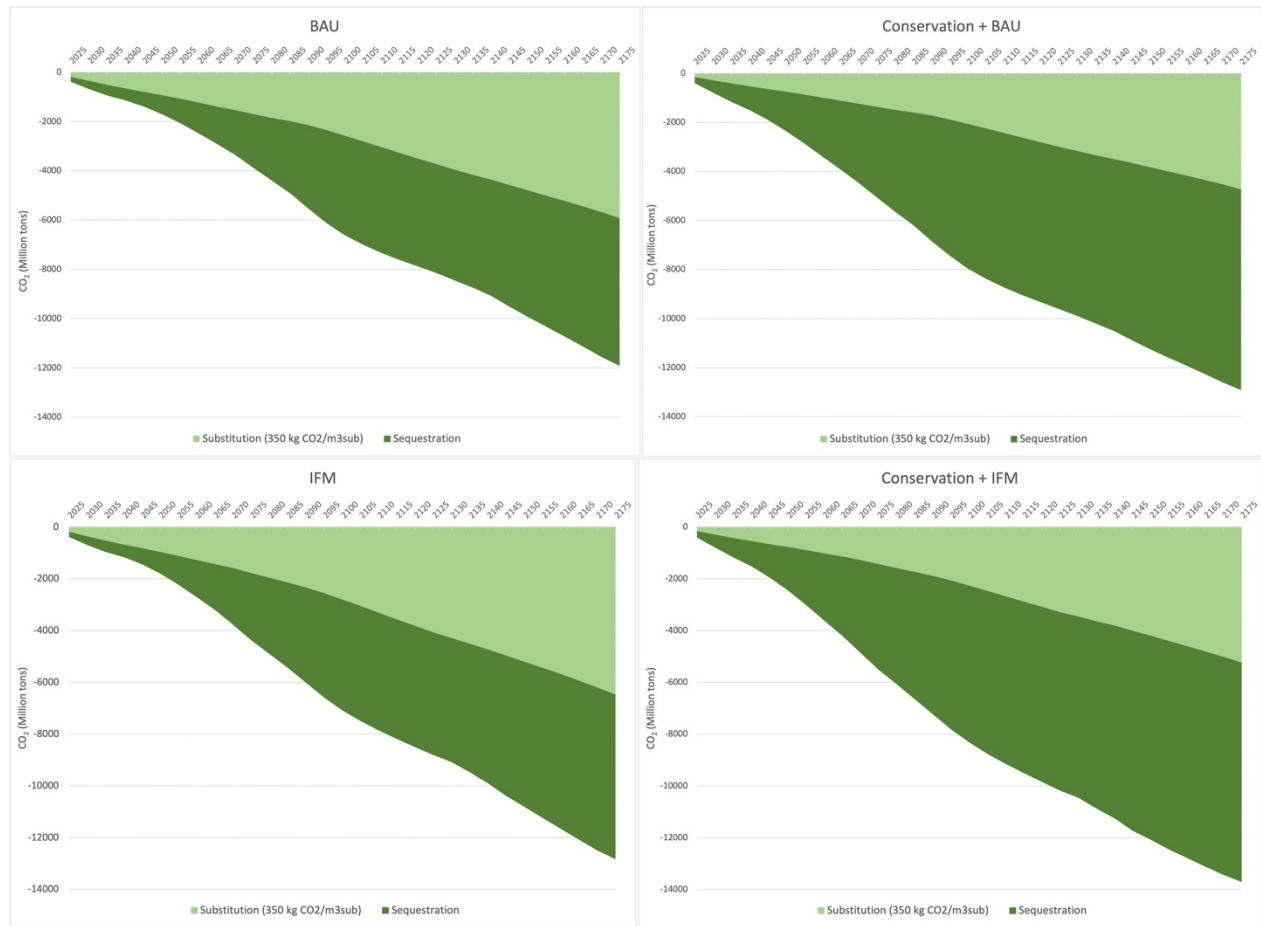 BAU
2025 2030 2035 2040 2045 2050 2055 2060 2065 2070 2075 2080 2085 2090 2095 2100 2105 2110 2115 2120 2125 2130 2135 2140 2145 2150 2155 2160 2165 2170 2175
0
-2000
-4000
-6000
-8000
-10000
-12000
-14000
CO₂ (Million tons)
Substitution (350 kg CO2/m3sub) Sequestration
Conservation + BAU
2025 2030 2035 2040 2045 2050 2055 2060 2065 2070 2075 2080 2085 2090 2095 2100 2105 2110 2115 2120 2125 2130 2135 2140 2145 2150 2155 2160 2165 2170 2175
0
-2000
-4000
-6000
-8000
-10000
-12000
-14000
CO₂ (Million tons)
Substitution (350 kg CO2/m3sub) Sequestration
IFM
2025 2030 2035 2040 2045 2050 2055 2060 2065 2070 2075 2080 2085 2090 2095 2100 2105 2110 2115 2120 2125 2130 2135 2140 2145 2150 2155 2160 2165 2170 2175
0
-2000
-4000
-6000
-8000
-10000
-12000
-14000
CO₂ (Million tons)
Substitution (350 kg CO2/m3sub) Sequestration
Conservation + IFM
2025 2030 2035 2040 2045 2050 2055 2060 2065 2070 2075 2080 2085 2090 2095 2100 2105 2110 2115 2120 2125 2130 2135 2140 2145 2150 2155 2160 2165 2170 2175
0
-2000
-4000
-6000
-8000
-10000
-12000
-14000
CO₂ (Million tons)
Substitution (350 kg CO2/m3sub) Sequestration